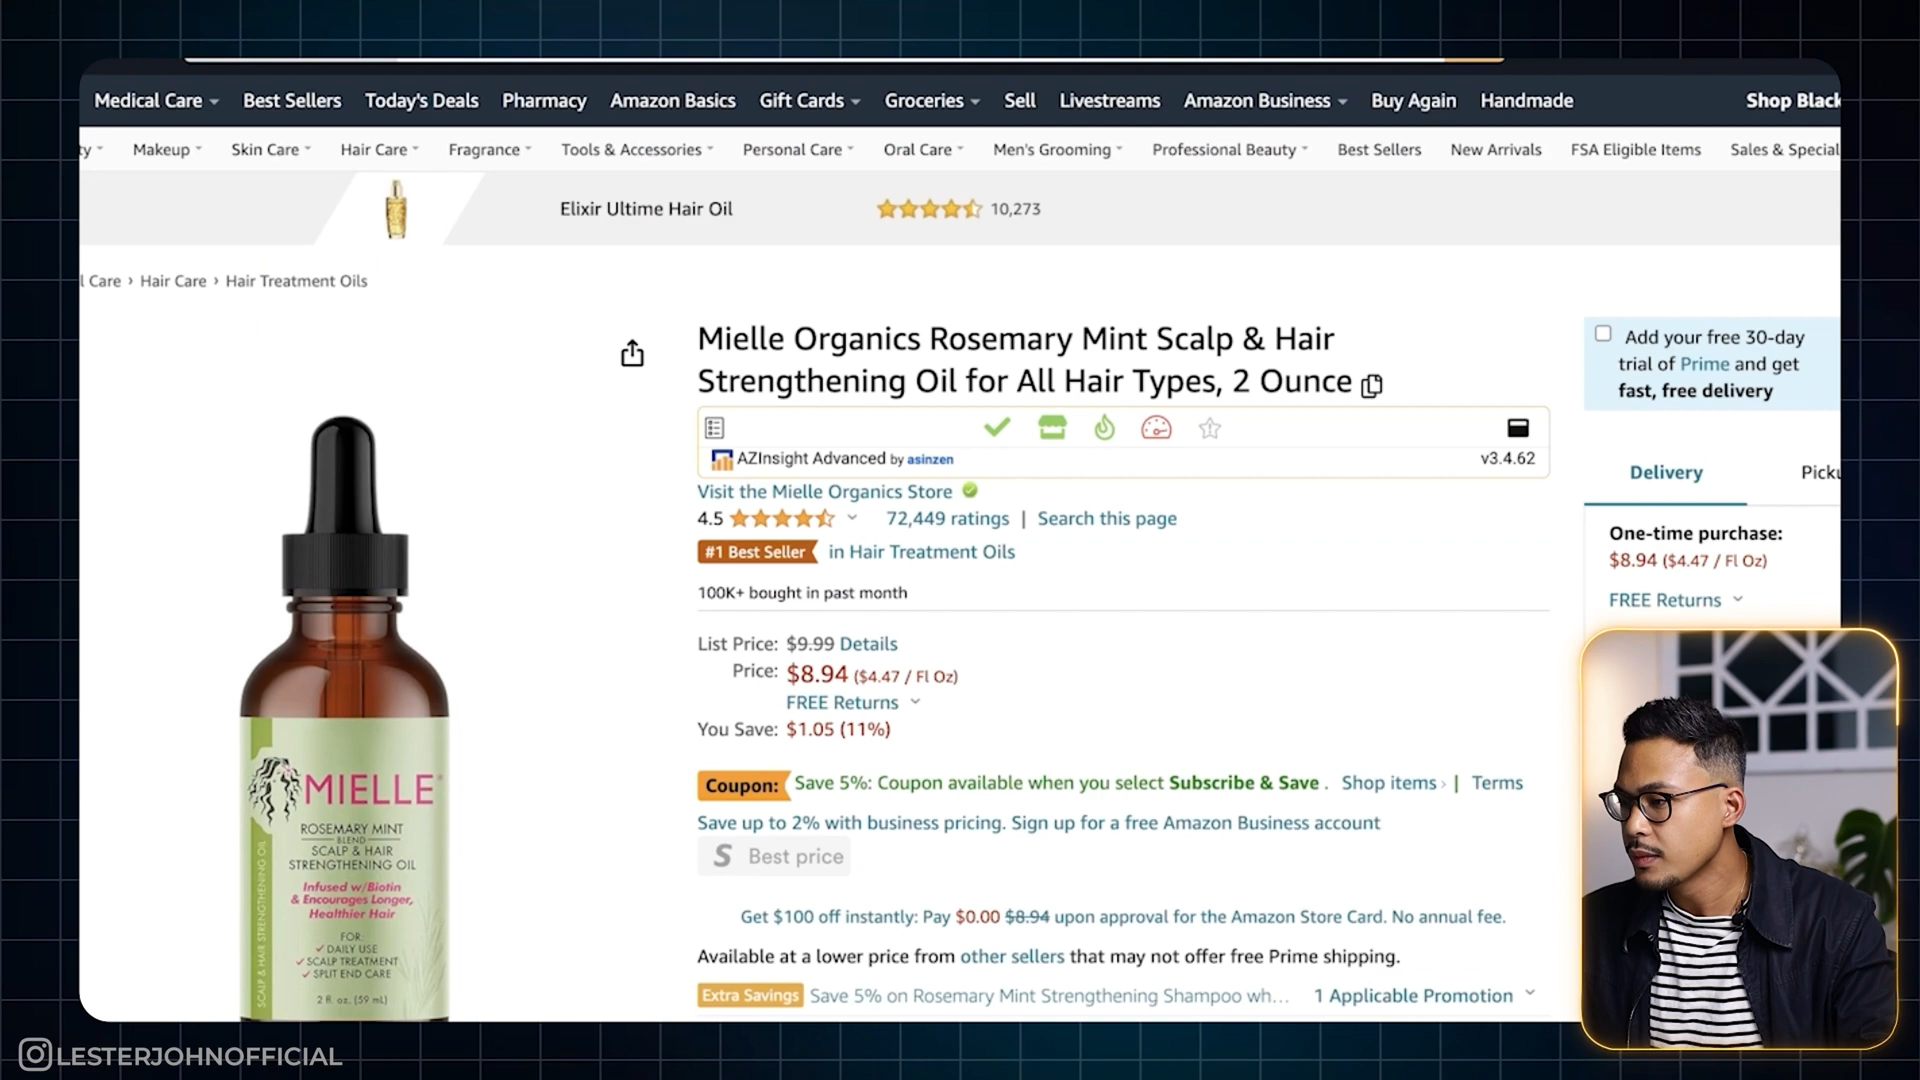 Medical Care Best Sellers Today's Deals Pharmacy Amazon Basics Gift Cards Groceries Sell Livestreams Amazon Business Buy Again Handmade Shop Black
ty Makeup Skin Care Hair Care Fragrance Tools & Accessories Personal Care Oral Care Men's Grooming Professional Beauty Best Sellers New Arrivals FSA Eligible Items Sales & Special
Elixir Ultime Hair Oil 10,273
l Care › Hair Care › Hair Treatment Oils
Mielle Organics Rosemary Mint Scalp & Hair
Strengthening Oil for All Hair Types, 2 Ounce
AZInsight Advanced by asinzen v3.4.62
Visit the Mielle Organics Store
4.5 72,449 ratings | Search this page
#1 Best Seller in Hair Treatment Oils
100K+ bought in past month
List Price: $9.99 Details
Price: $8.94 ($4.47 / Fl Oz)
FREE Returns
You Save: $1.05 (11%)
Coupon: Save 5%: Coupon available when you select Subscribe & Save . Shop items › | Terms
Save up to 2% with business pricing. Sign up for a free Amazon Business account
S Best price
Get $100 off instantly: Pay $0.00 $8.94 upon approval for the Amazon Store Card. No annual fee.
Available at a lower price from other sellers that may not offer free Prime shipping.
Extra Savings Save 5% on Rosemary Mint Strengthening Shampoo wh... 1 Applicable Promotion
Add your free 30-day
trial of Prime and get
fast, free delivery
Delivery Picku
One-time purchase:
$8.94 ($4.47 / Fl Oz)
FREE Returns
MIELLE
ROSEMARY MINT
BLEND
SCALP & HAIR
STRENGTHENING OIL
Infused w/Biotin
& Encourages Longer,
Healthier Hair
FOR:
DAILY USE
SCALP TREATMENT
SPLIT END CARE
2 fl. oz. (59 mL)
SCALP & HAIR STRENGTHENING OIL
LESTERJOHNOFFICIAL